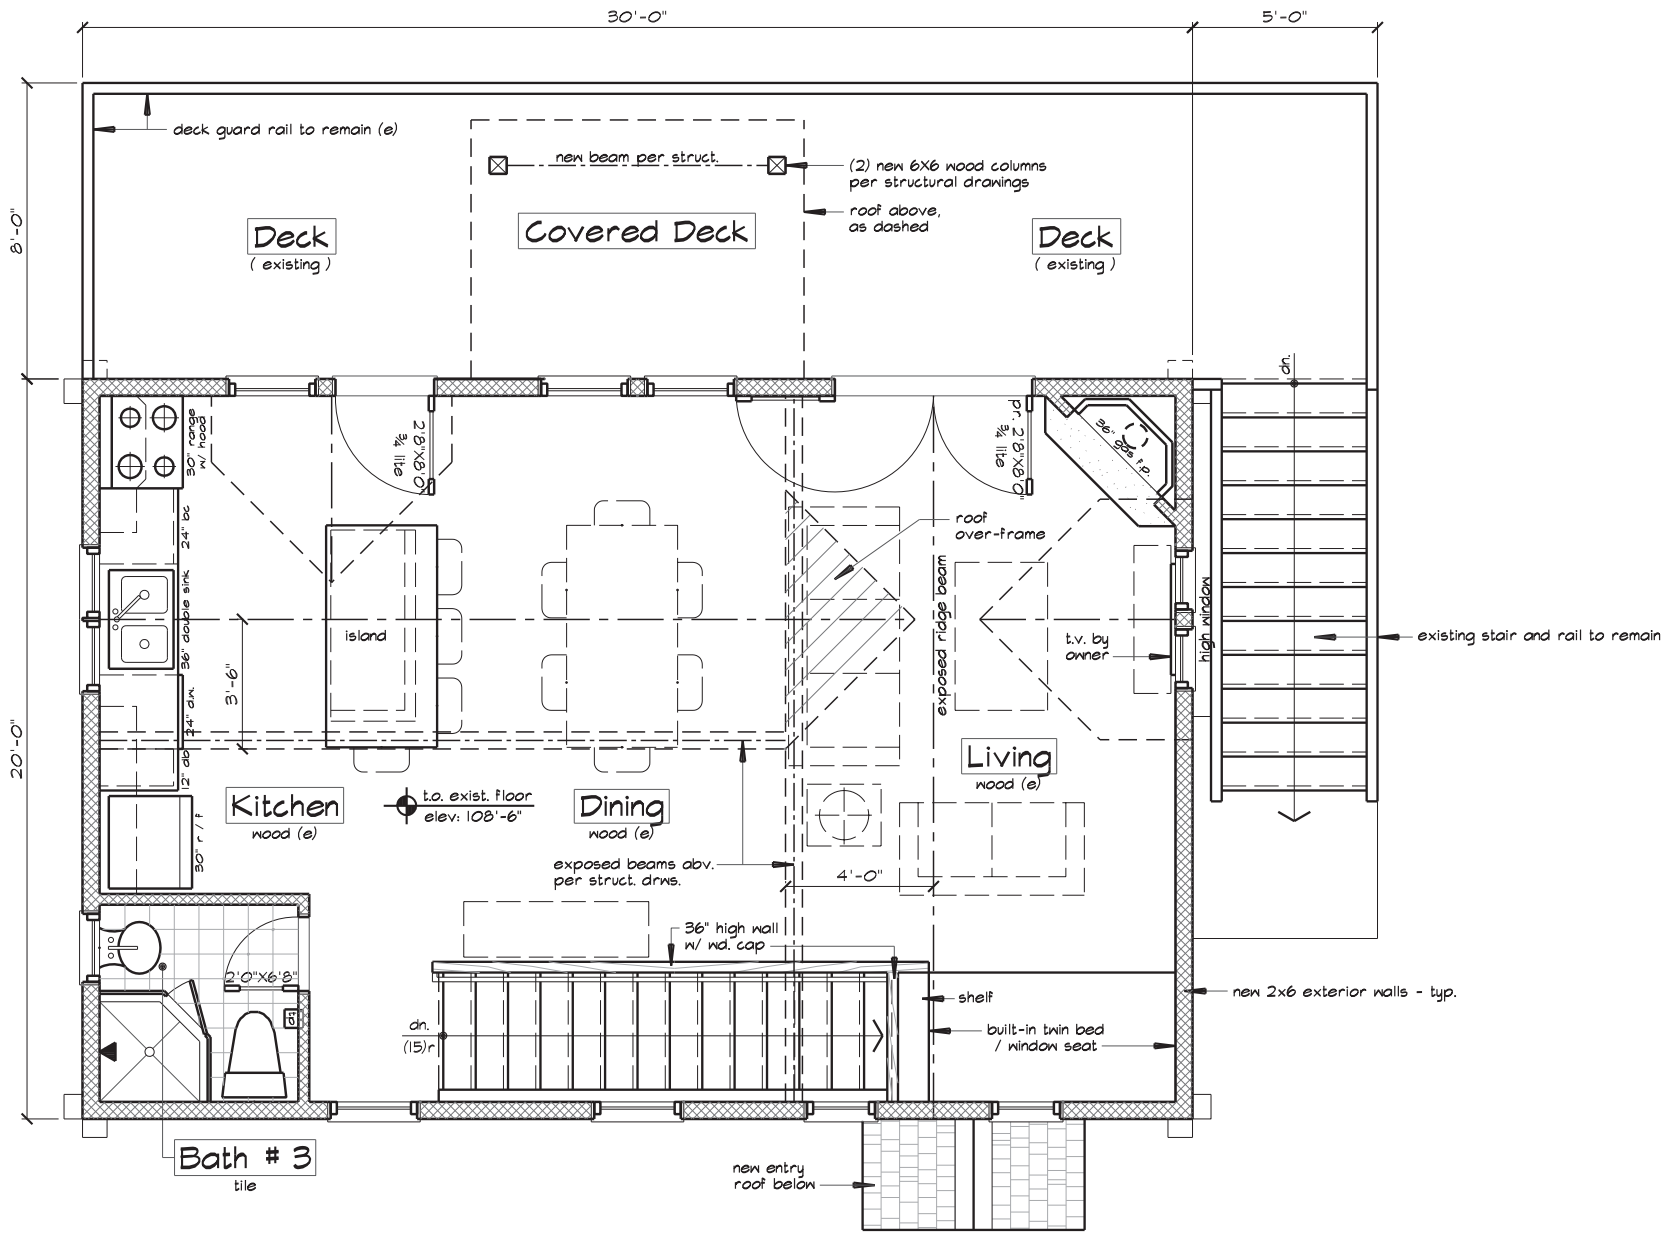 30'-0"
5'-0"
8'-0"
deck guard rail to remain (e)
new beam per struct.
(2) new 6X6 wood columns
per structural drawings
roof above,
as dashed
Deck
( existing )
Covered Deck
Deck
( existing )
dn.
30" range
w/ hood
2'8"X8'0"
3/4 lite
pr. 2'8"X8'0"
3/4 lite
36"
gas f.p.
24" bc
roof
over-frame
36" double sink
island
exposed ridge beam
high window
t.v. by
owner
existing stair and rail to remain
3'-6"
24" d.w.
12" db
20'-0"
Living
wood (e)
Kitchen
wood (e)
t.o. exist. floor
elev: 108'-6"
Dining
wood (e)
30" r / f
exposed beams abv.
per struct. drws.
4'-0"
36" high wall
w/ wd. cap
2'0"X6'8"
shelf
new 2x6 exterior walls - typ.
dn.
(15)r
built-in twin bed
/ window seat
Bath # 3
tile
new entry
roof below